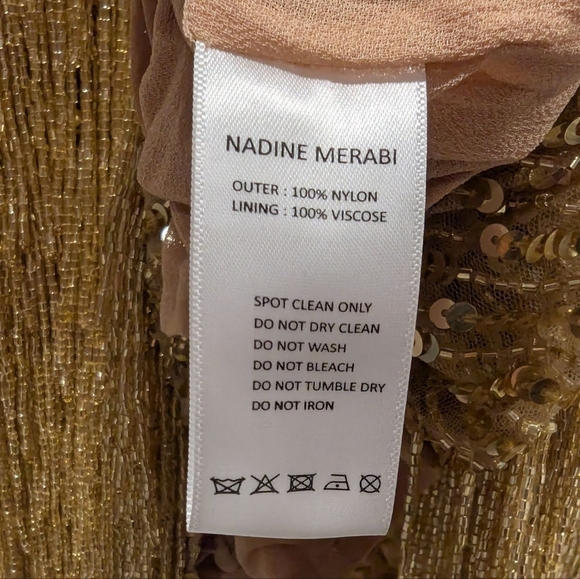 NADINE MERABI
OUTER : 100% NYLON
LINING : 100% VISCOSE
SPOT CLEAN ONLY
DO NOT DRY CLEAN
DO NOT WASH
DO NOT BLEACH
DO NOT TUMBLE DRY
DO NOT IRON